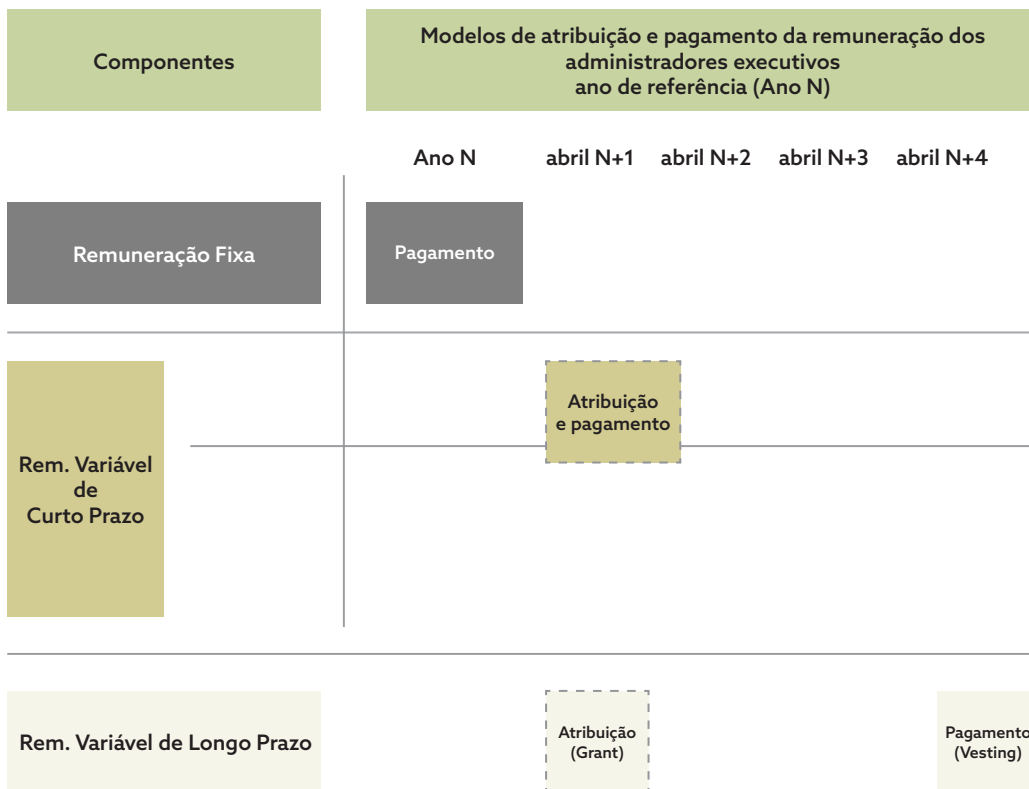 Componentes
Modelos de atribuição e pagamento da remuneração dos
administradores executivos
ano de referência (Ano N)
Ano N
abril N+1
abril N+2
abril N+3
abril N+4
Remuneração Fixa
Pagamento
Atribuição
e pagamento
Rem. Variável
de
Curto Prazo
Rem. Variável de Longo Prazo
Atribuição
(Grant)
Pagamento
(Vesting)